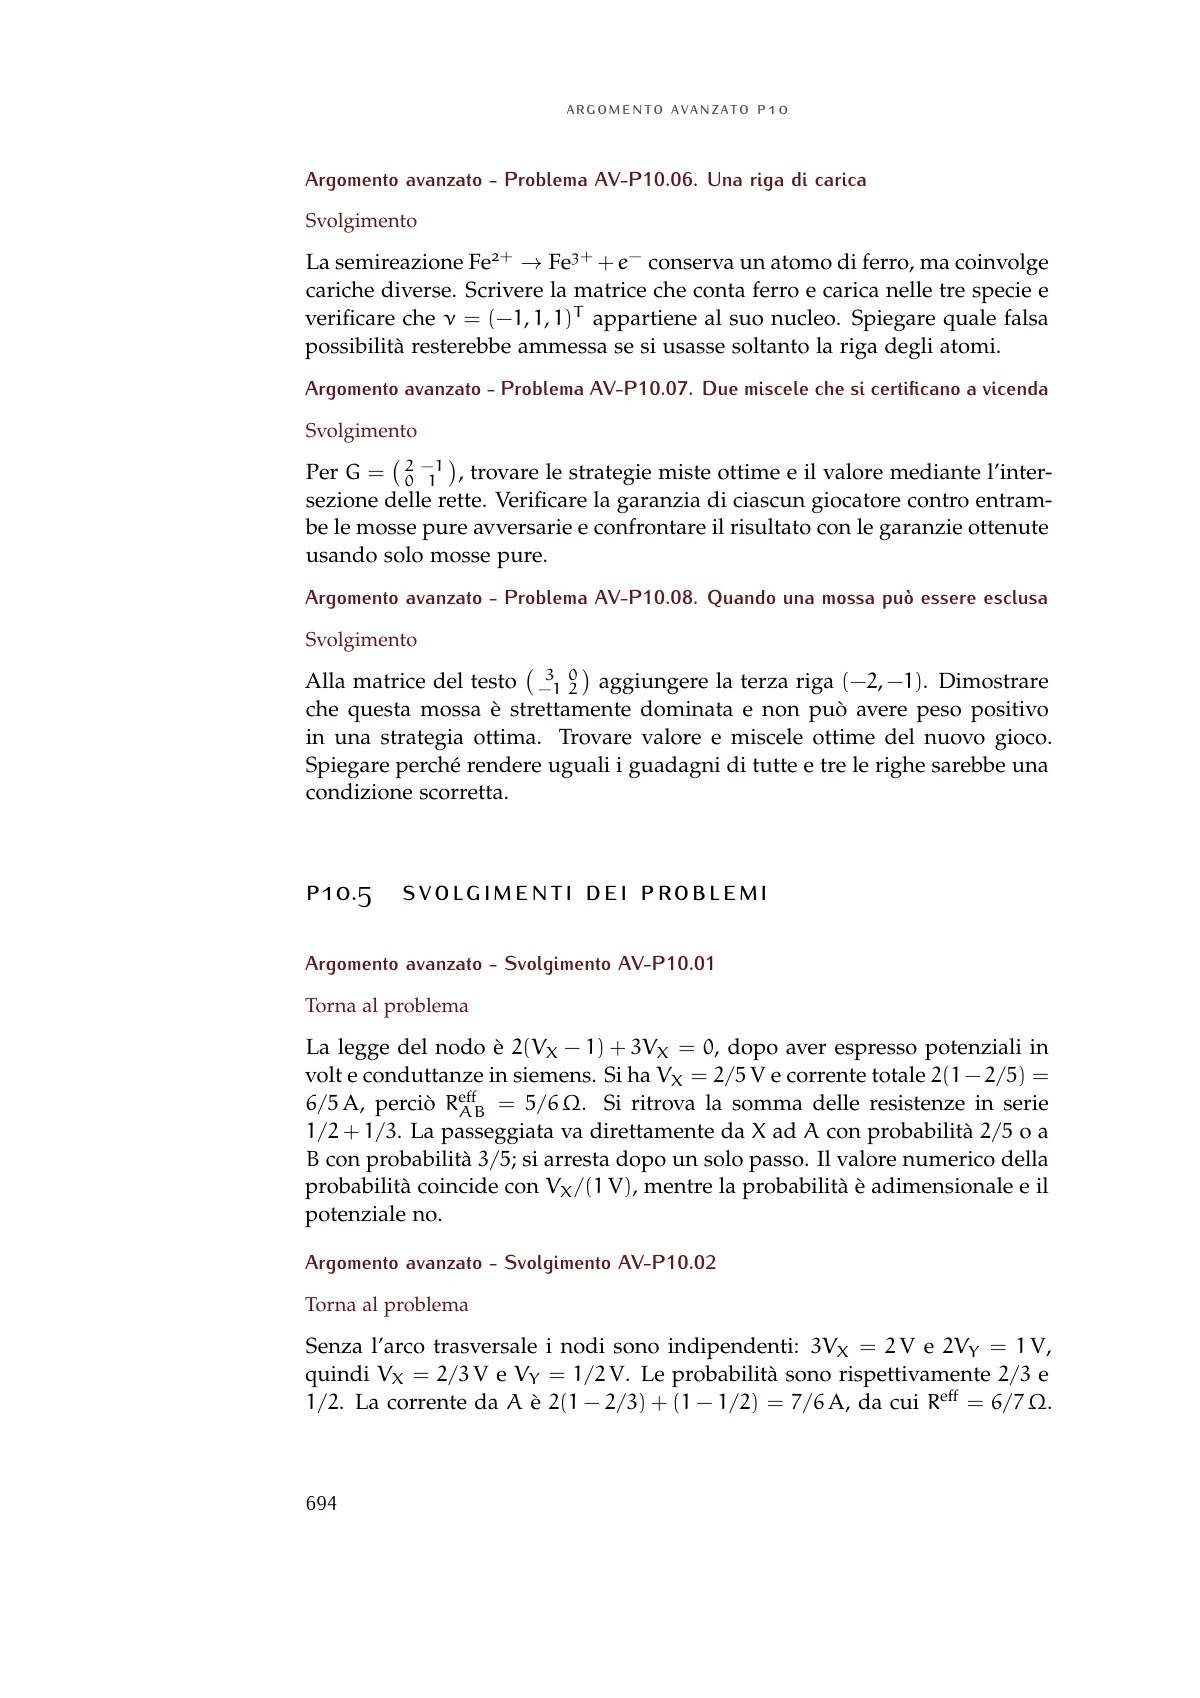 ARGOMENTO AVANZATO P10
Argomento avanzato - Problema AV-P10.06. Una riga di carica
Svolgimento
La semireazione Fe²⁺ → Fe³⁺ + e⁻ conserva un atomo di ferro, ma coinvolge
cariche diverse. Scrivere la matrice che conta ferro e carica nelle tre specie e
verificare che ν = (−1, 1, 1)ᵀ appartiene al suo nucleo. Spiegare quale falsa
possibilità resterebbe ammessa se si usasse soltanto la riga degli atomi.
Argomento avanzato - Problema AV-P10.07. Due miscele che si certificano a vicenda
Svolgimento
Per G = (2 −1; 0 1), trovare le strategie miste ottime e il valore mediante l'inter-
sezione delle rette. Verificare la garanzia di ciascun giocatore contro entram-
be le mosse pure avversarie e confrontare il risultato con le garanzie ottenute
usando solo mosse pure.
Argomento avanzato - Problema AV-P10.08. Quando una mossa può essere esclusa
Svolgimento
Alla matrice del testo (3 0; −1 2) aggiungere la terza riga (−2, −1). Dimostrare
che questa mossa è strettamente dominata e non può avere peso positivo
in una strategia ottima. Trovare valore e miscele ottime del nuovo gioco.
Spiegare perché rendere uguali i guadagni di tutte e tre le righe sarebbe una
condizione scorretta.
P10.5 SVOLGIMENTI DEI PROBLEMI
Argomento avanzato - Svolgimento AV-P10.01
Torna al problema
La legge del nodo è 2(V_X − 1) + 3V_X = 0, dopo aver espresso potenziali in
volt e conduttanze in siemens. Si ha V_X = 2/5 V e corrente totale 2(1 − 2/5) =
6/5 A, perciò R_AB^eff = 5/6 Ω. Si ritrova la somma delle resistenze in serie
1/2 + 1/3. La passeggiata va direttamente da X ad A con probabilità 2/5 o a
B con probabilità 3/5; si arresta dopo un solo passo. Il valore numerico della
probabilità coincide con V_X/(1 V), mentre la probabilità è adimensionale e il
potenziale no.
Argomento avanzato - Svolgimento AV-P10.02
Torna al problema
Senza l'arco trasversale i nodi sono indipendenti: 3V_X = 2 V e 2V_Y = 1 V,
quindi V_X = 2/3 V e V_Y = 1/2 V. Le probabilità sono rispettivamente 2/3 e
1/2. La corrente da A è 2(1 − 2/3) + (1 − 1/2) = 7/6 A, da cui R^eff = 6/7 Ω.
694